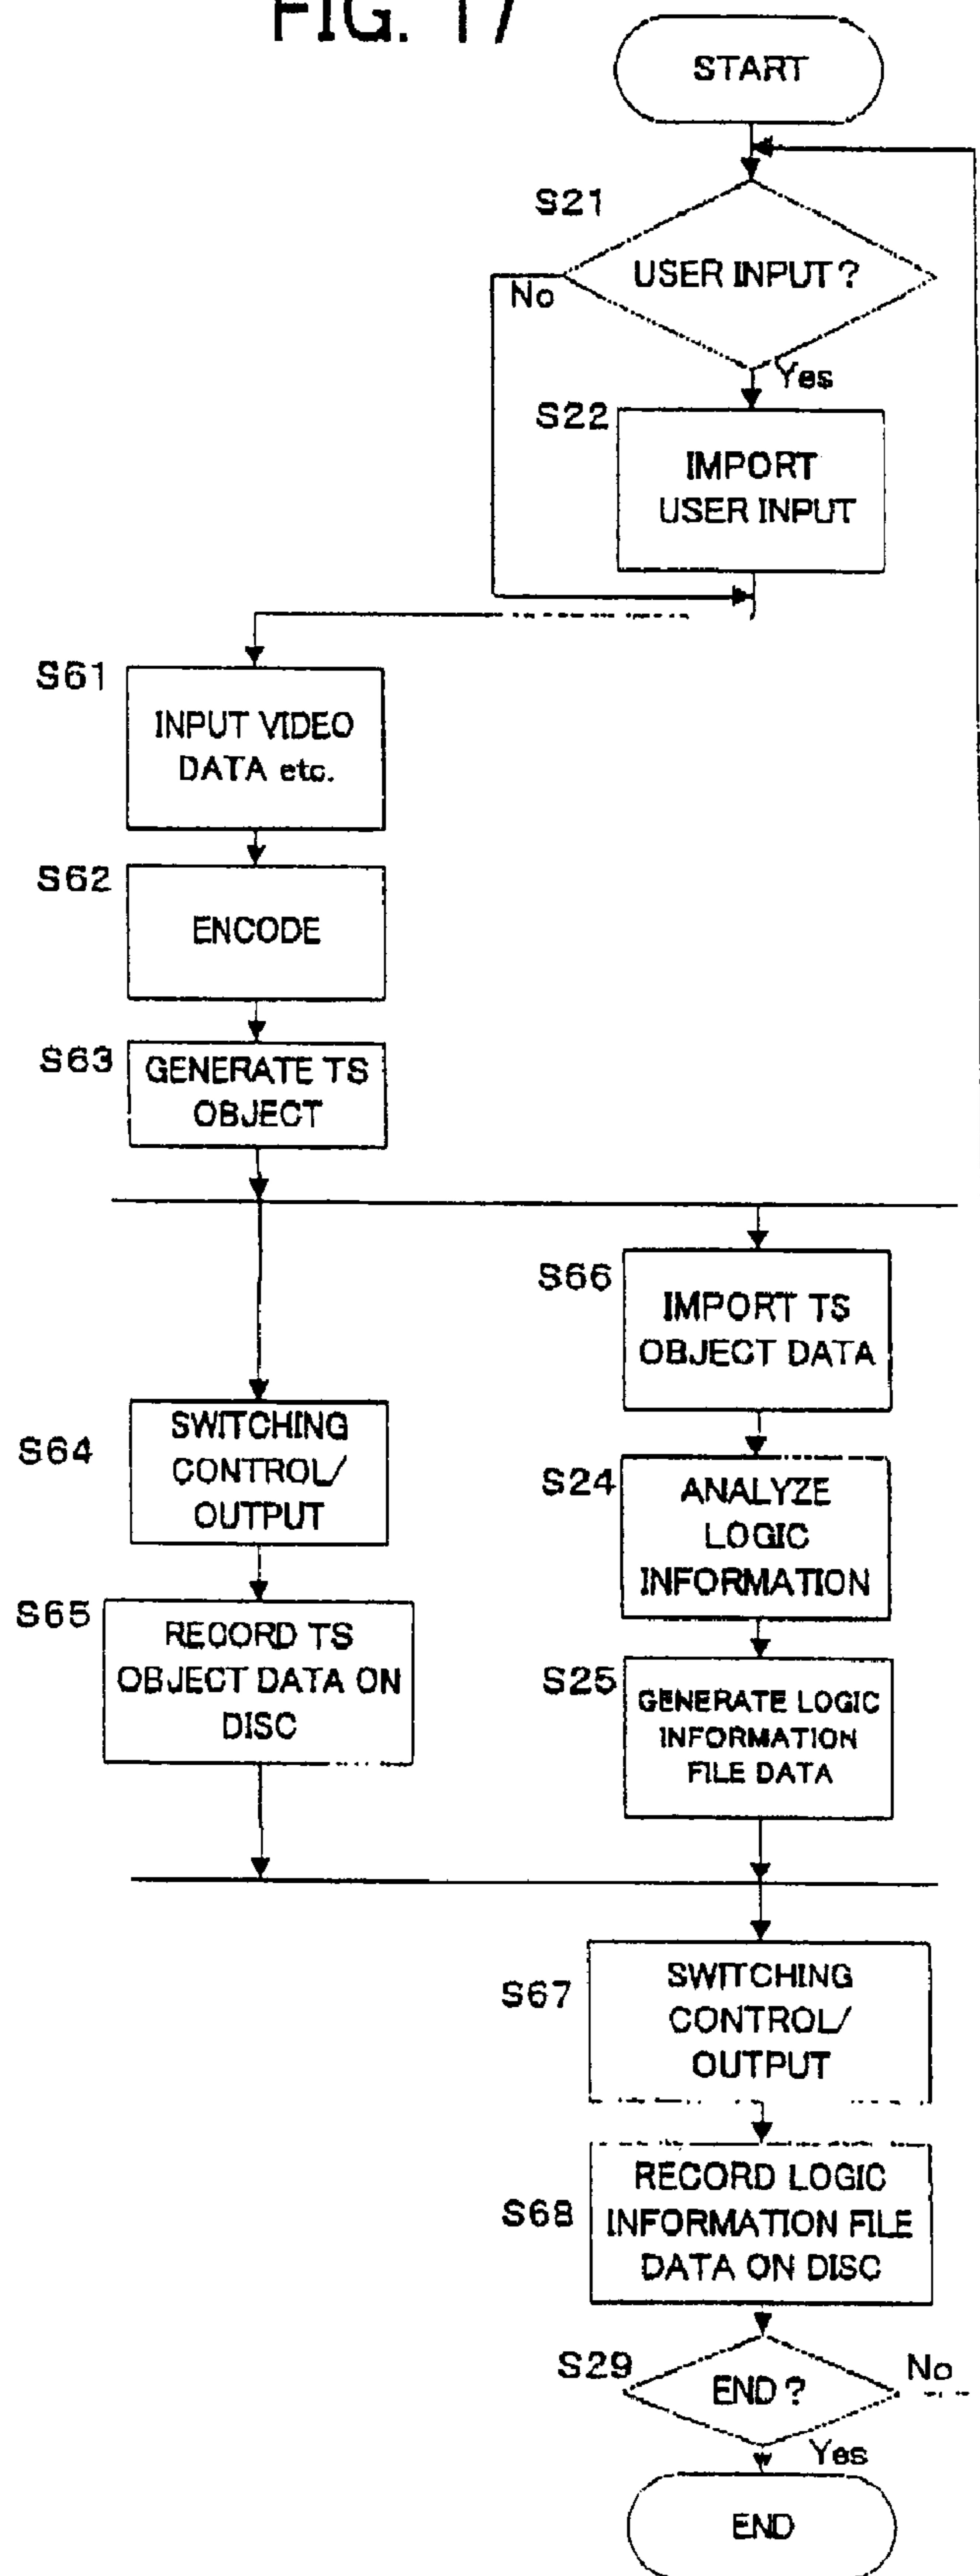 FIG. 17
START
S21
USER INPUT?
No
Yes
S22
IMPORT
USER INPUT
S61
INPUT VIDEO
DATA etc.
S62
ENCODE
S63
GENERATE TS
OBJECT
S64
SWITCHING
CONTROL/
OUTPUT
S65
RECORD TS
OBJECT DATA ON
DISC
S66
IMPORT TS
OBJECT DATA
S24
ANALYZE
LOGIC
INFORMATION
S25
GENERATE LOGIC
INFORMATION
FILE DATA
S67
SWITCHING
CONTROL/
OUTPUT
S68
RECORD LOGIC
INFORMATION FILE
DATA ON DISC
S29
END?
No
Yes
END